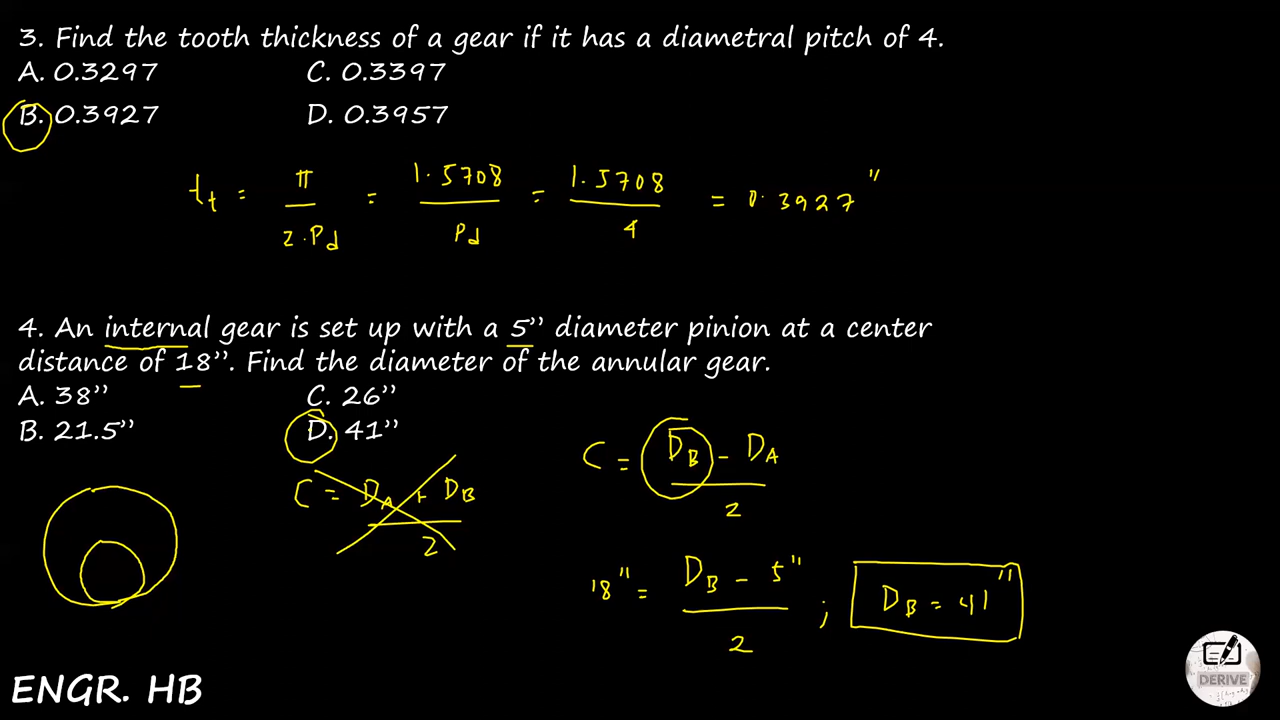 3. Find the tooth thickness of a gear if it has a diametral pitch of 4.
A. 0.3297 C. 0.3397
B. 0.3927 D. 0.3957
tt = π / 2·Pd = 1.5708 / Pd = 1.5708 / 4 = 0.3927"
4. An internal gear is set up with a 5” diameter pinion at a center
distance of 18”. Find the diameter of the annular gear.
A. 38” C. 26”
B. 21.5” D. 41”
C = DA + DB / 2
C = DB - DA / 2
18" = DB - 5" / 2 ; DB = 41"
ENGR. HB
DERIVE